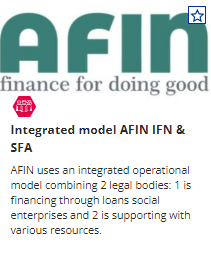 AFIN
finance for doing good
Integrated model AFIN IFN &
SFA
AFIN uses an integrated operational
model combining 2 legal bodies: 1 is
financing through loans social
enterprises and 2 is supporting with
various resources.